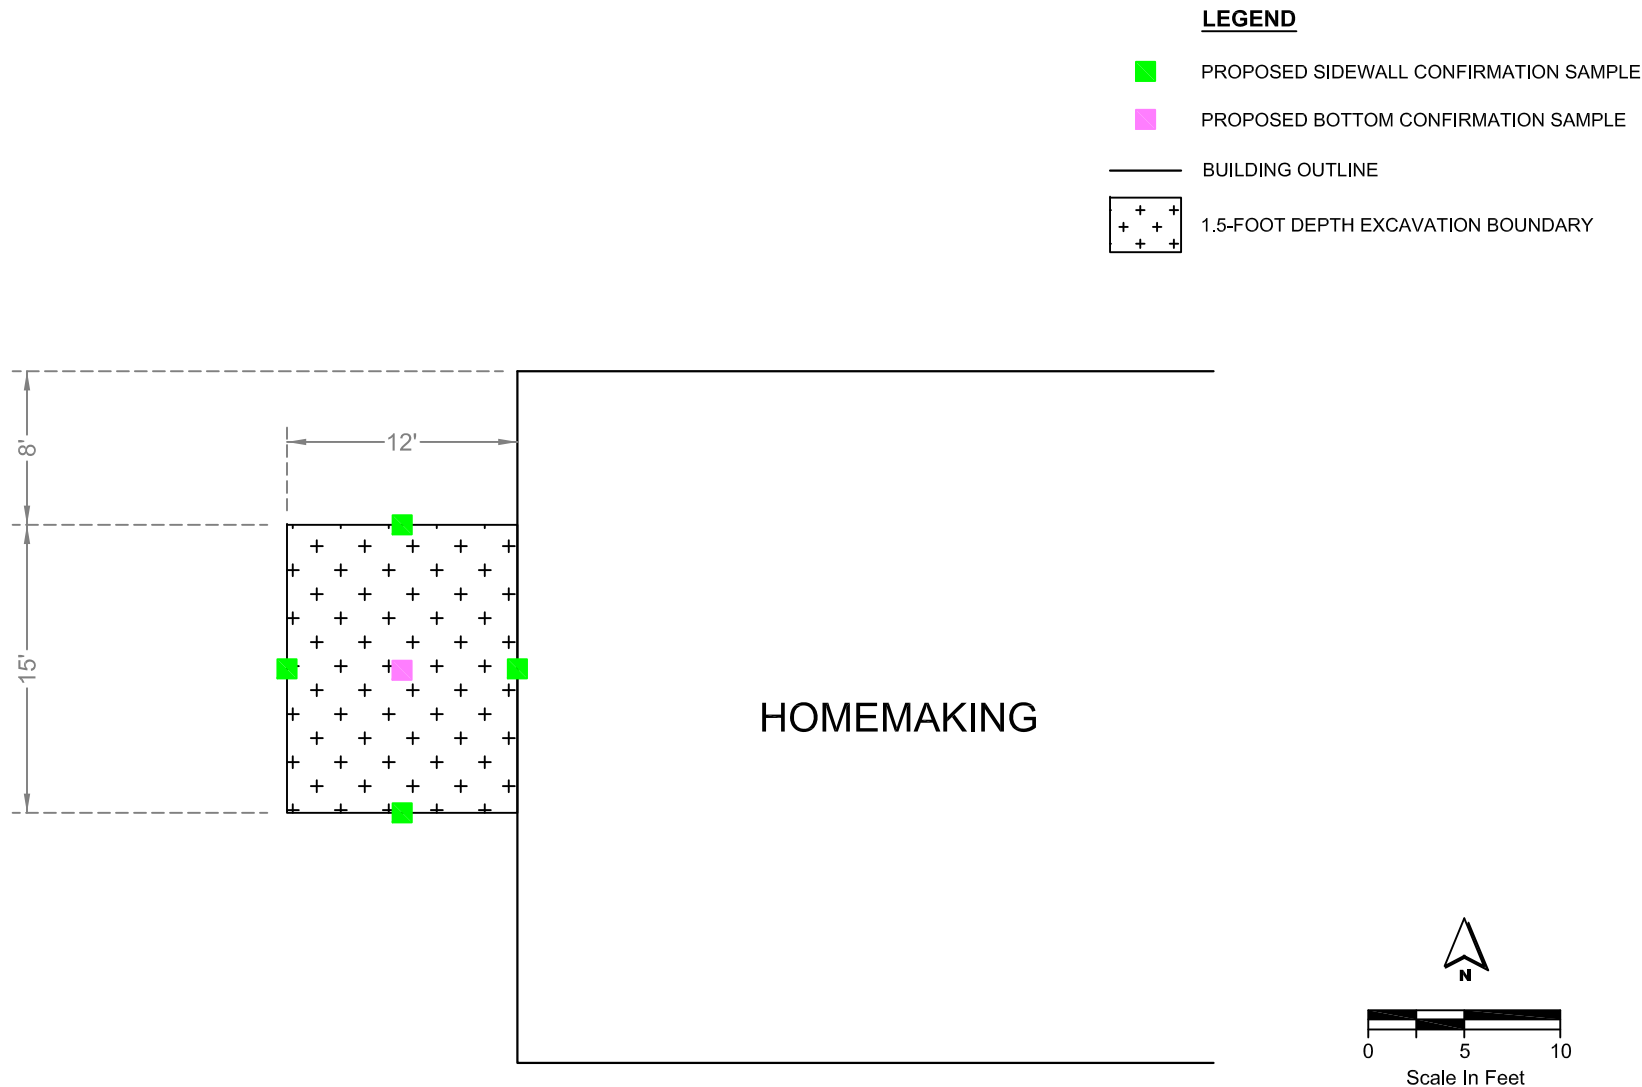 LEGEND
PROPOSED SIDEWALL CONFIRMATION SAMPLE
PROPOSED BOTTOM CONFIRMATION SAMPLE
BUILDING OUTLINE
1.5-FOOT DEPTH EXCAVATION BOUNDARY
8'
12'
15'
HOMEMAKING
N
0 5 10
Scale In Feet